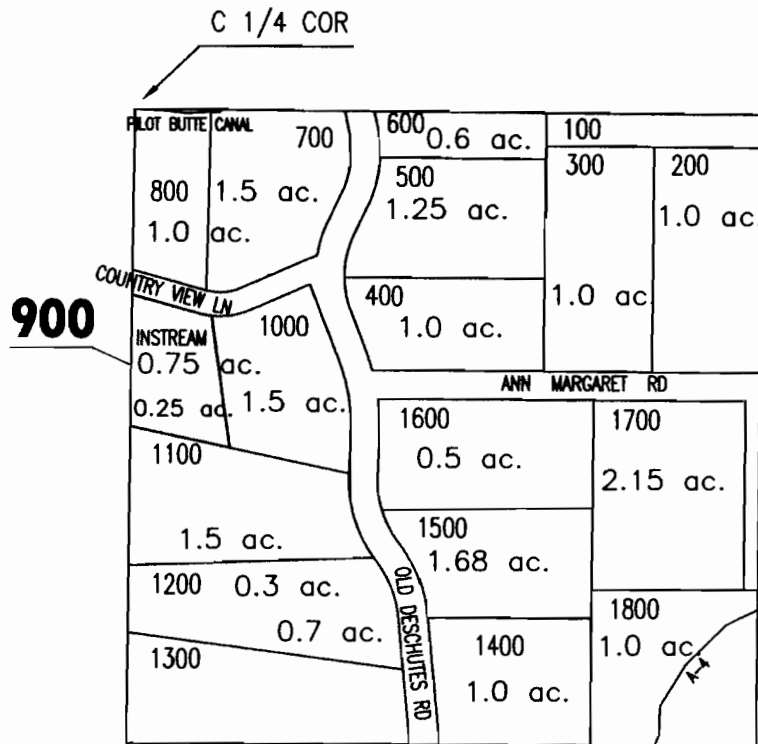 C 1/4 COR
PILOT BUTTE CANAL
700
600
0.6 ac.
100
800
1.5 ac.
500
1.25 ac.
300
200
1.0 ac.
1.0 ac.
COUNTRY VIEW LN
400
1.0 ac.
1.0 ac.
900
INSTREAM
0.75 ac.
0.25 ac.
1000
1.5 ac.
ANN MARGARET RD
1100
1.5 ac.
1600
0.5 ac.
1700
2.15 ac.
1500
1.68 ac.
1200 0.3 ac.
0.7 ac.
OLD DESCHUTES RD
1300
1400
1.0 ac.
1800
1.0 ac.
A-4